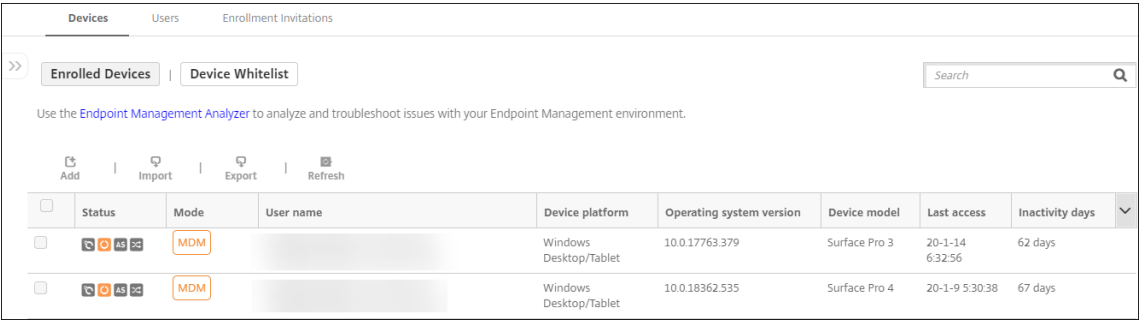 Devices Users Enrollment Invitations
Enrolled Devices | Device Whitelist Search
Use the Endpoint Management Analyzer to analyze and troubleshoot issues with your Endpoint Management environment.
Add | Import | Export | Refresh
Status Mode User name Device platform Operating system version Device model Last access Inactivity days
AS MDM Windows Desktop/Tablet 10.0.17763.379 Surface Pro 3 20-1-14 6:32:56 62 days
AS MDM Windows Desktop/Tablet 10.0.18362.535 Surface Pro 4 20-1-9 5:30:38 67 days